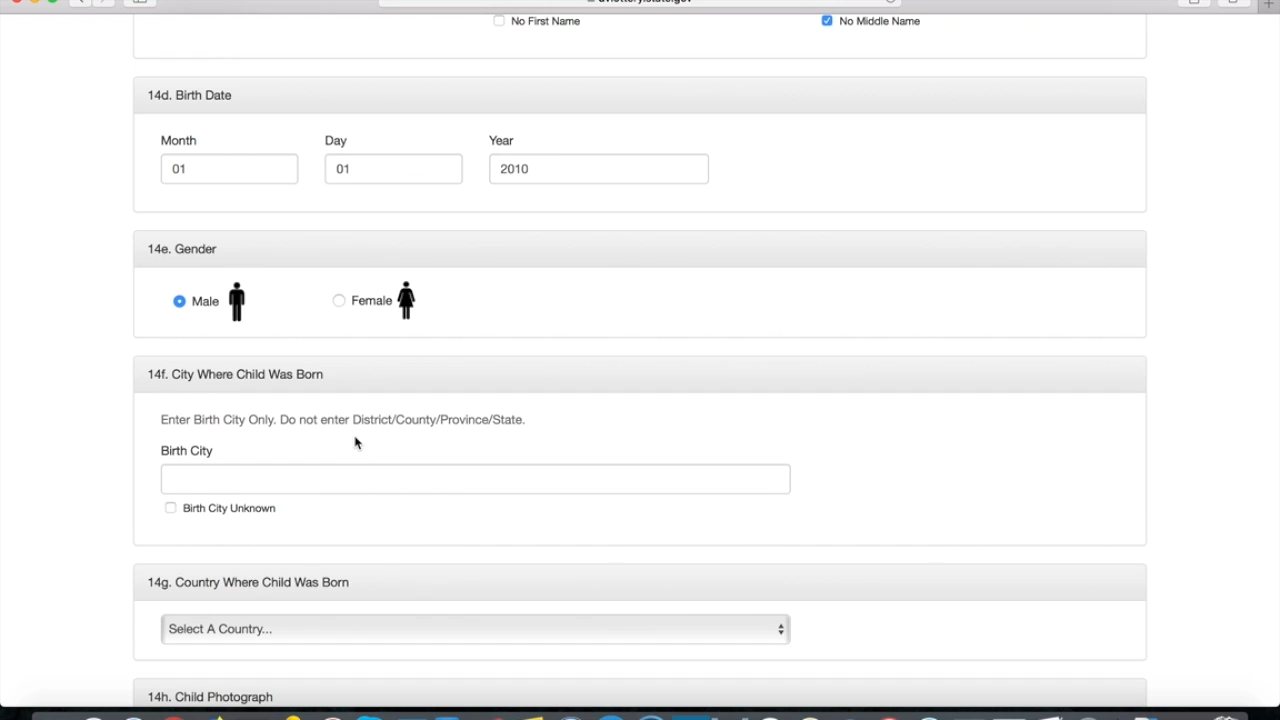 No First Name
No Middle Name
14d. Birth Date
Month Day Year
01 01 2010
14e. Gender
Male Female
14f. City Where Child Was Born
Enter Birth City Only. Do not enter District/County/Province/State.
Birth City
Birth City Unknown
14g. Country Where Child Was Born
Select A Country...
14h. Child Photograph